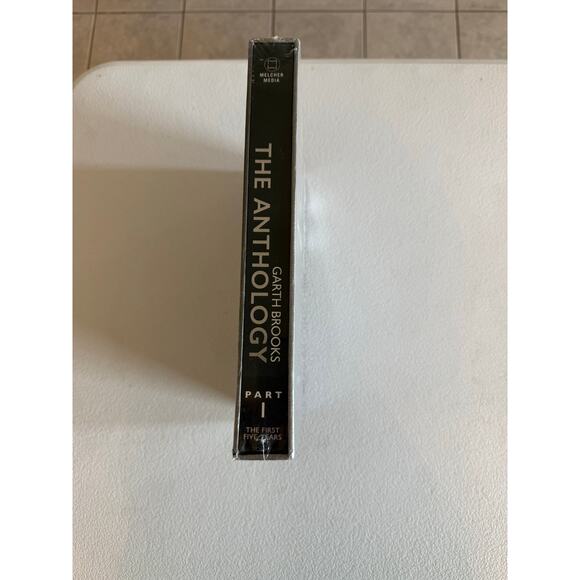 MELCHER
MEDIA
THE ANTHOLOGY
GARTH BROOKS
PART
I
THE FIRST
FIVE YEARS